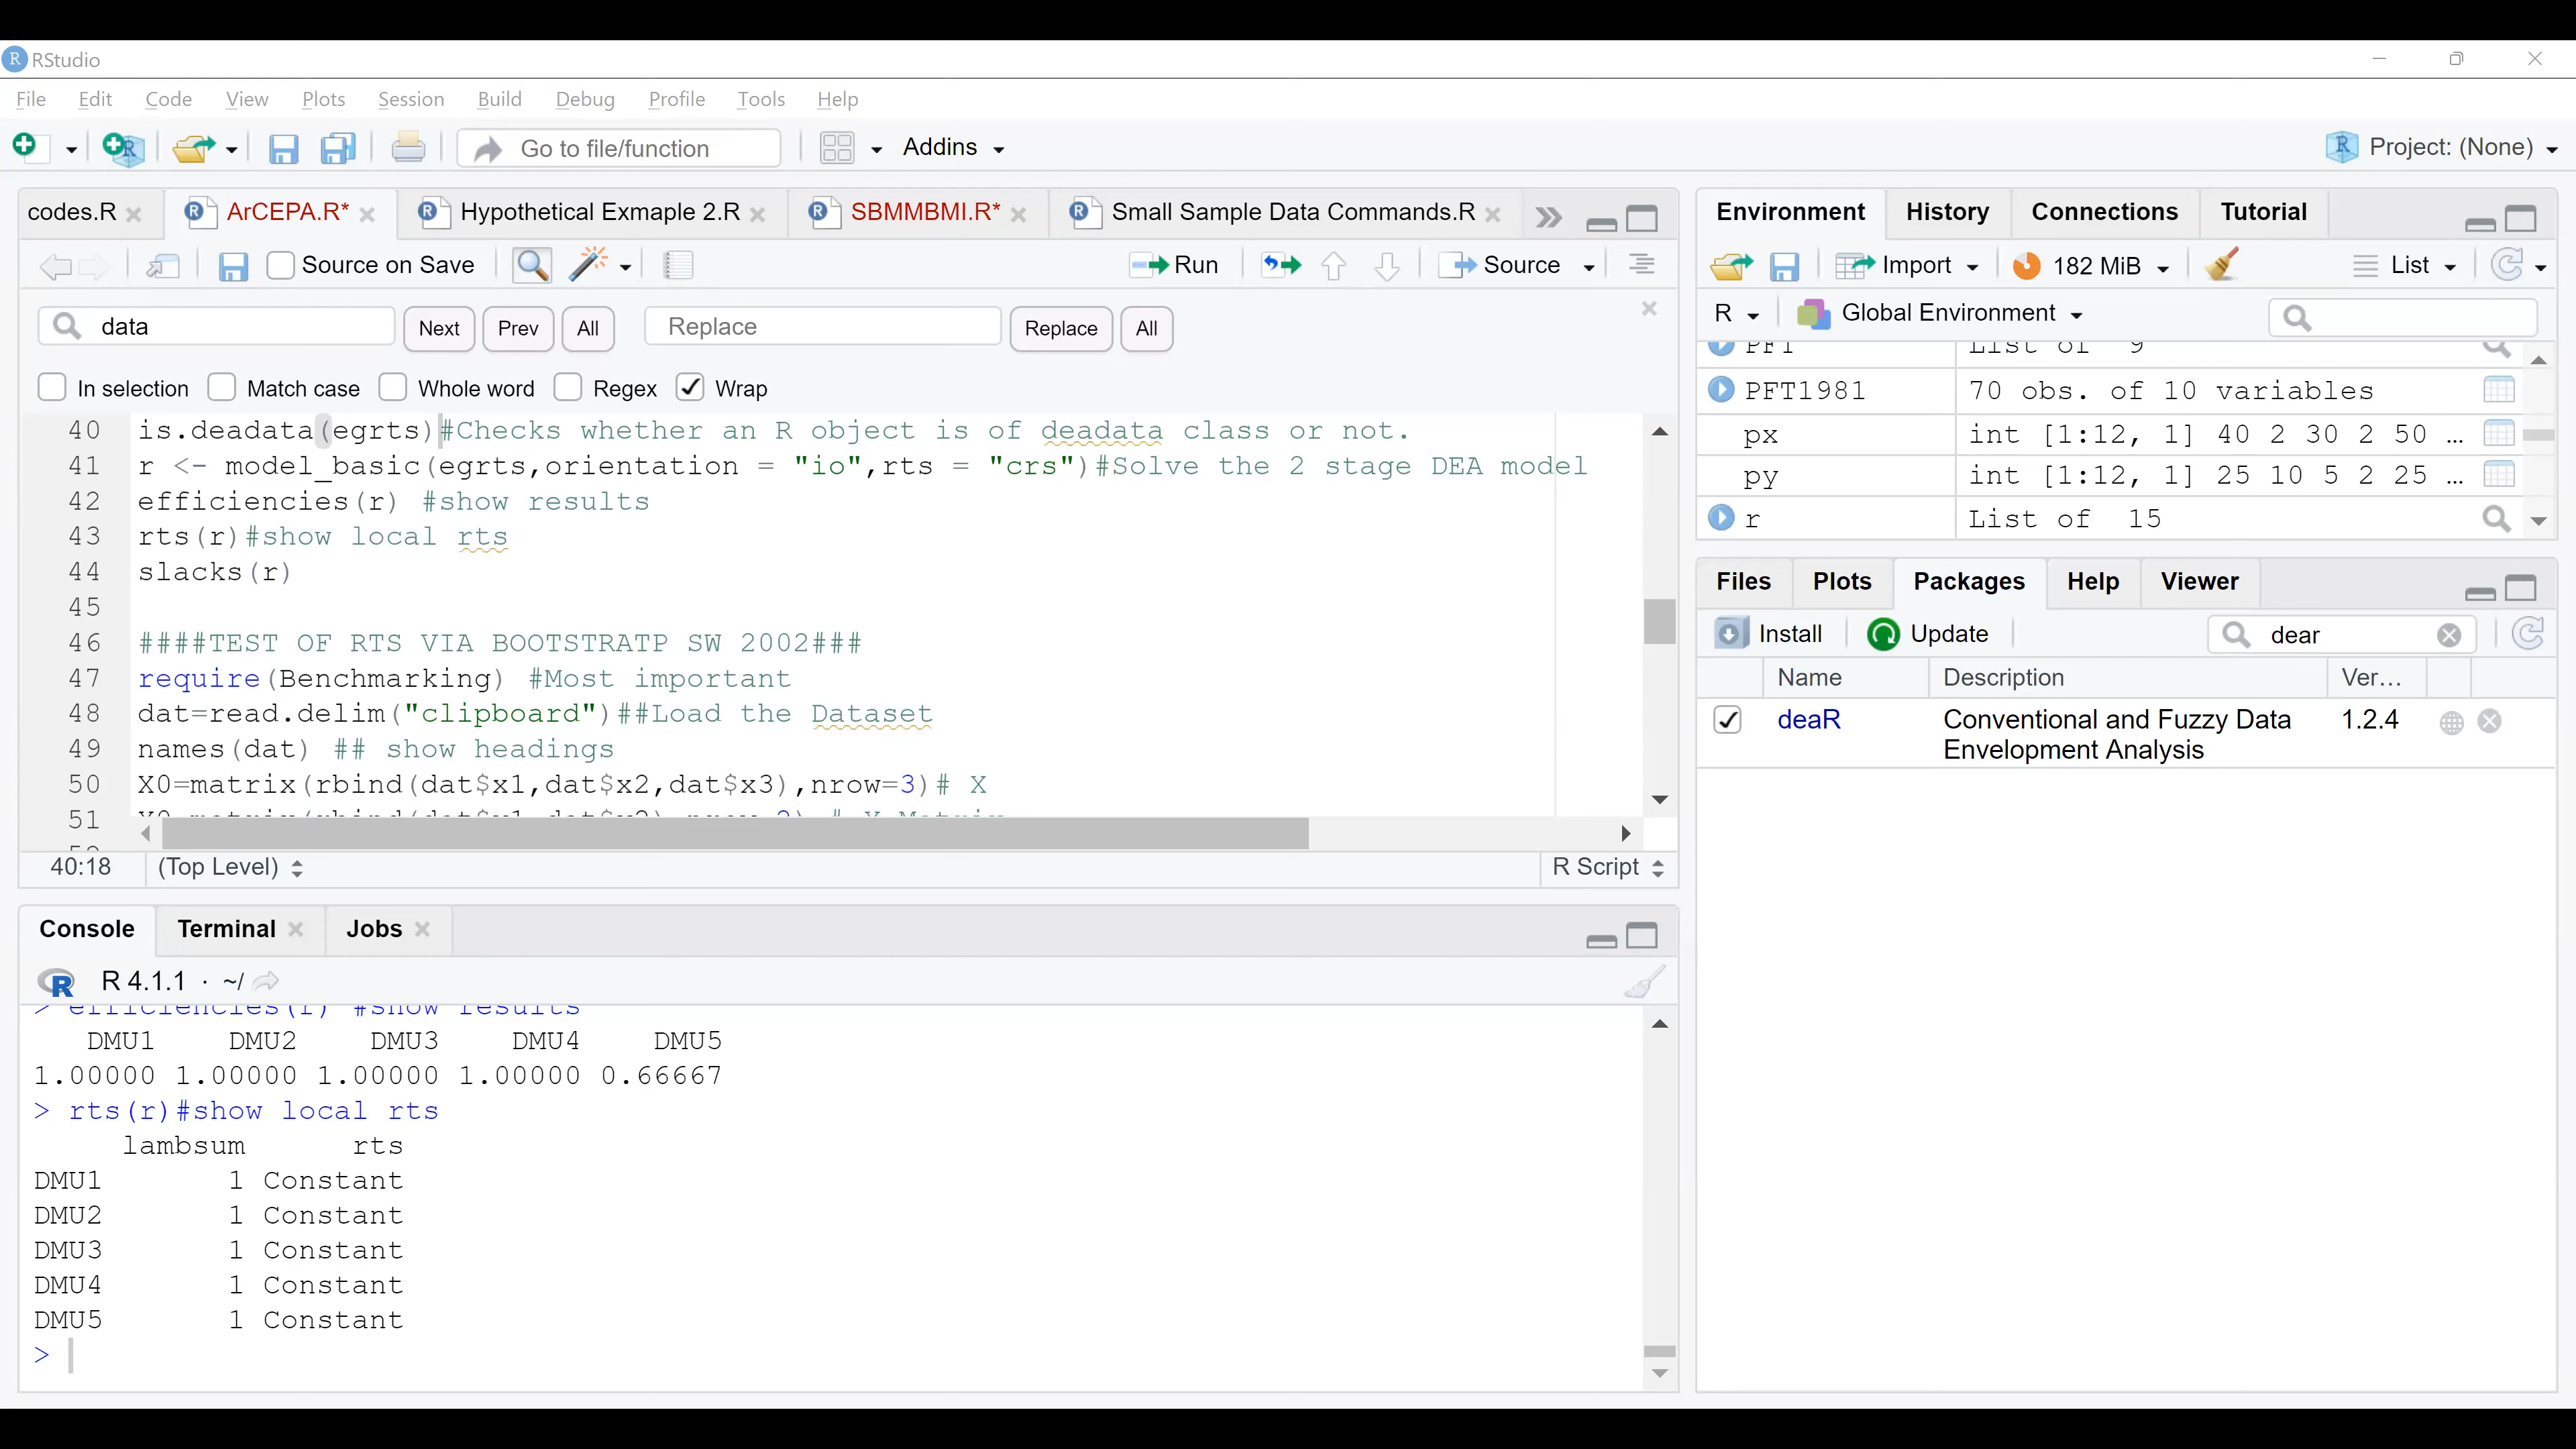 RStudio
File Edit Code View Plots Session Build Debug Profile Tools Help
Go to file/function Addins Project: (None)
codes.R ArCEPA.R* Hypothetical Exmaple 2.R SBMMBMI.R* Small Sample Data Commands.R
Source on Save Run Source
data Next Prev All Replace Replace All
In selection Match case Whole word Regex Wrap
40 is.deadata(egrts)#Checks whether an R object is of deadata class or not.
41 r <- model_basic(egrts,orientation = "io",rts = "crs")#Solve the 2 stage DEA model
42 efficiencies(r) #show results
43 rts(r)#show local rts
44 slacks(r)
45
46 ####TEST OF RTS VIA BOOTSTRATP SW 2002###
47 require(Benchmarking) #Most important
48 dat=read.delim("clipboard")##Load the Dataset
49 names(dat) ## show headings
50 X0=matrix(rbind(dat$x1,dat$x2,dat$x3),nrow=3)# X
51
40:18 (Top Level) R Script
Console Terminal Jobs
R 4.1.1 · ~/
> efficiencies(r) #show results
DMU1 DMU2 DMU3 DMU4 DMU5
1.00000 1.00000 1.00000 1.00000 0.66667
> rts(r)#show local rts
lambsum rts
DMU1 1 Constant
DMU2 1 Constant
DMU3 1 Constant
DMU4 1 Constant
DMU5 1 Constant
>
Environment History Connections Tutorial
Import 182 MiB List
R Global Environment
PFT List of 9
PFT1981 70 obs. of 10 variables
px int [1:12, 1] 40 2 30 2 50 …
py int [1:12, 1] 25 10 5 2 25 …
r List of 15
Files Plots Packages Help Viewer
Install Update dear
Name Description Ver...
deaR Conventional and Fuzzy Data 1.2.4
Envelopment Analysis